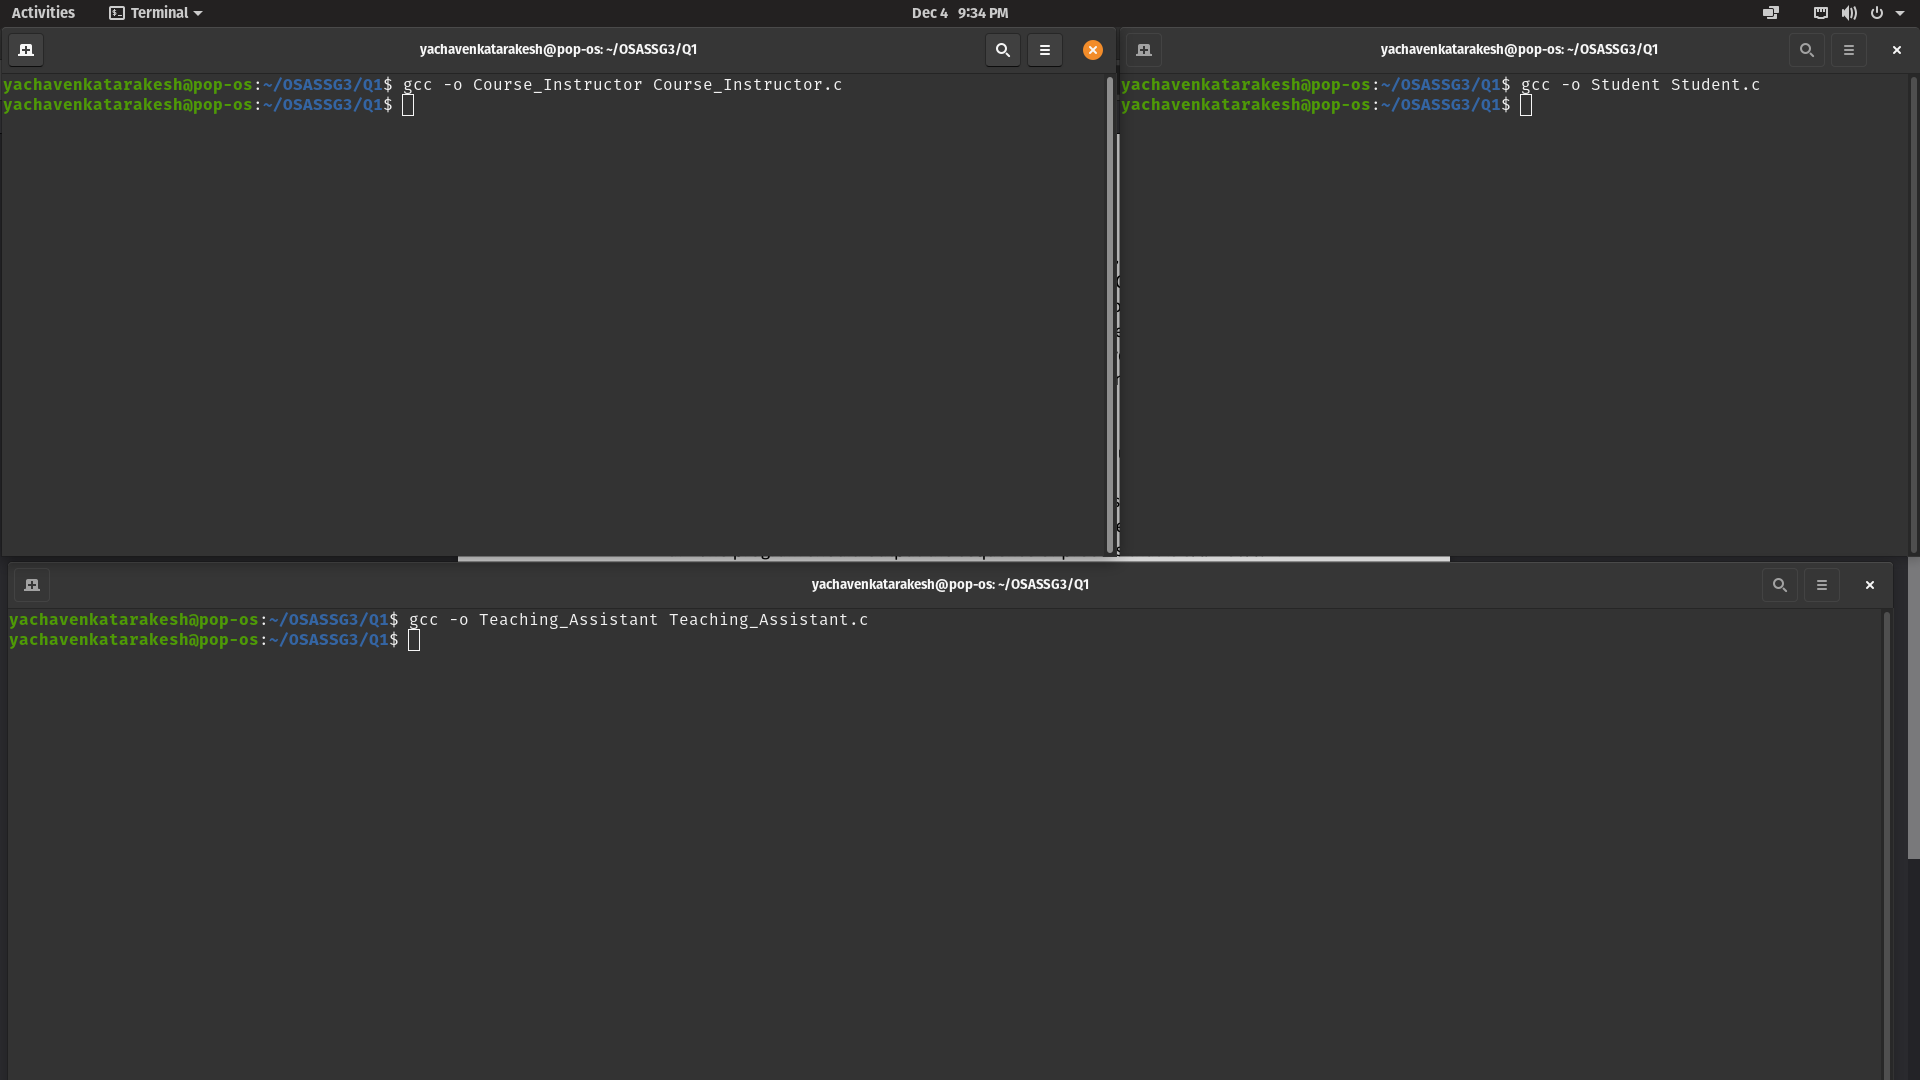 Activities
Terminal
Dec 4 9:34 PM
yachavenkatarakesh@pop-os: ~/OSASSG3/Q1
yachavenkatarakesh@pop-os:~/OSASSG3/Q1$ gcc -o Course_Instructor Course_Instructor.c
yachavenkatarakesh@pop-os:~/OSASSG3/Q1$
yachavenkatarakesh@pop-os: ~/OSASSG3/Q1
yachavenkatarakesh@pop-os:~/OSASSG3/Q1$ gcc -o Student Student.c
yachavenkatarakesh@pop-os:~/OSASSG3/Q1$
yachavenkatarakesh@pop-os: ~/OSASSG3/Q1
yachavenkatarakesh@pop-os:~/OSASSG3/Q1$ gcc -o Teaching_Assistant Teaching_Assistant.c
yachavenkatarakesh@pop-os:~/OSASSG3/Q1$